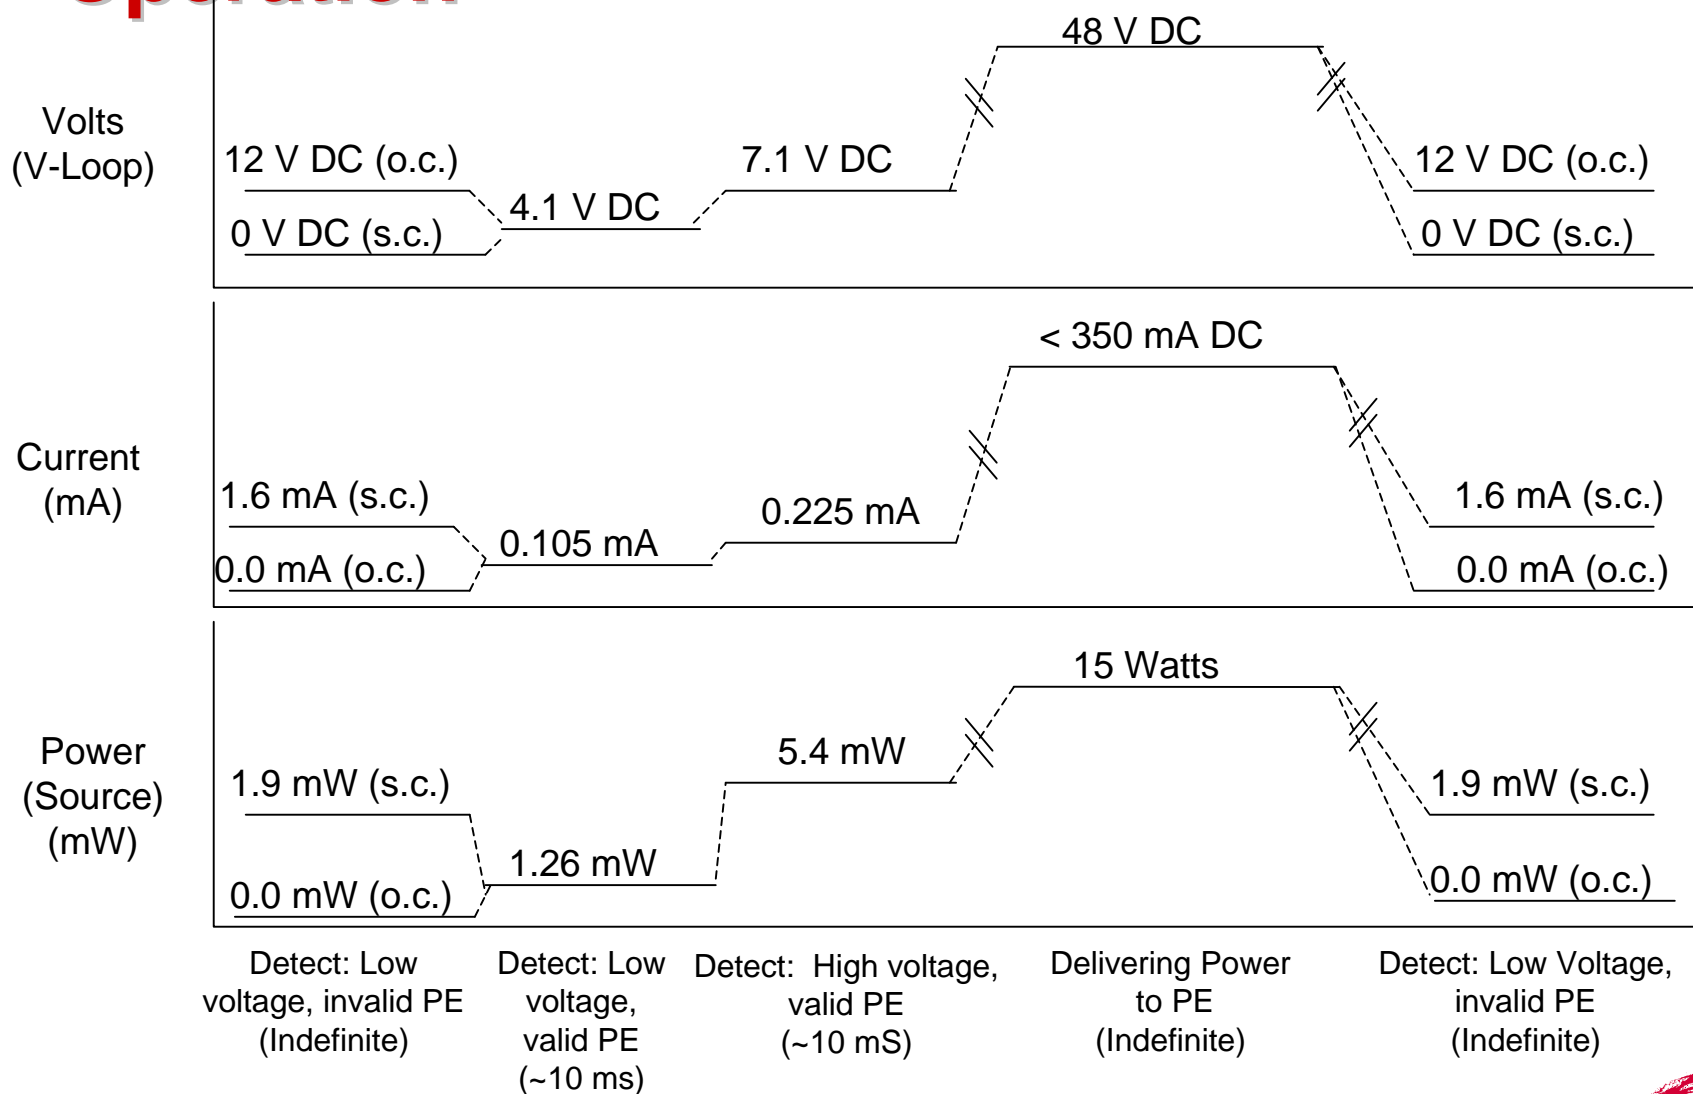 Operation
Volts
(V-Loop)
12 V DC (o.c.)
0 V DC (s.c.)
4.1 V DC
7.1 V DC
48 V DC
12 V DC (o.c.)
0 V DC (s.c.)
Current
(mA)
1.6 mA (s.c.)
0.0 mA (o.c.)
0.105 mA
0.225 mA
< 350 mA DC
1.6 mA (s.c.)
0.0 mA (o.c.)
Power
(Source)
(mW)
1.9 mW (s.c.)
0.0 mW (o.c.)
1.26 mW
5.4 mW
15 Watts
1.9 mW (s.c.)
0.0 mW (o.c.)
Detect: Low
voltage, invalid PE
(Indefinite)
Detect: Low
voltage,
valid PE
(~10 ms)
Detect:  High voltage,
valid PE
(~10 mS)
Delivering Power
to PE
(Indefinite)
Detect: Low Voltage,
invalid PE
(Indefinite)